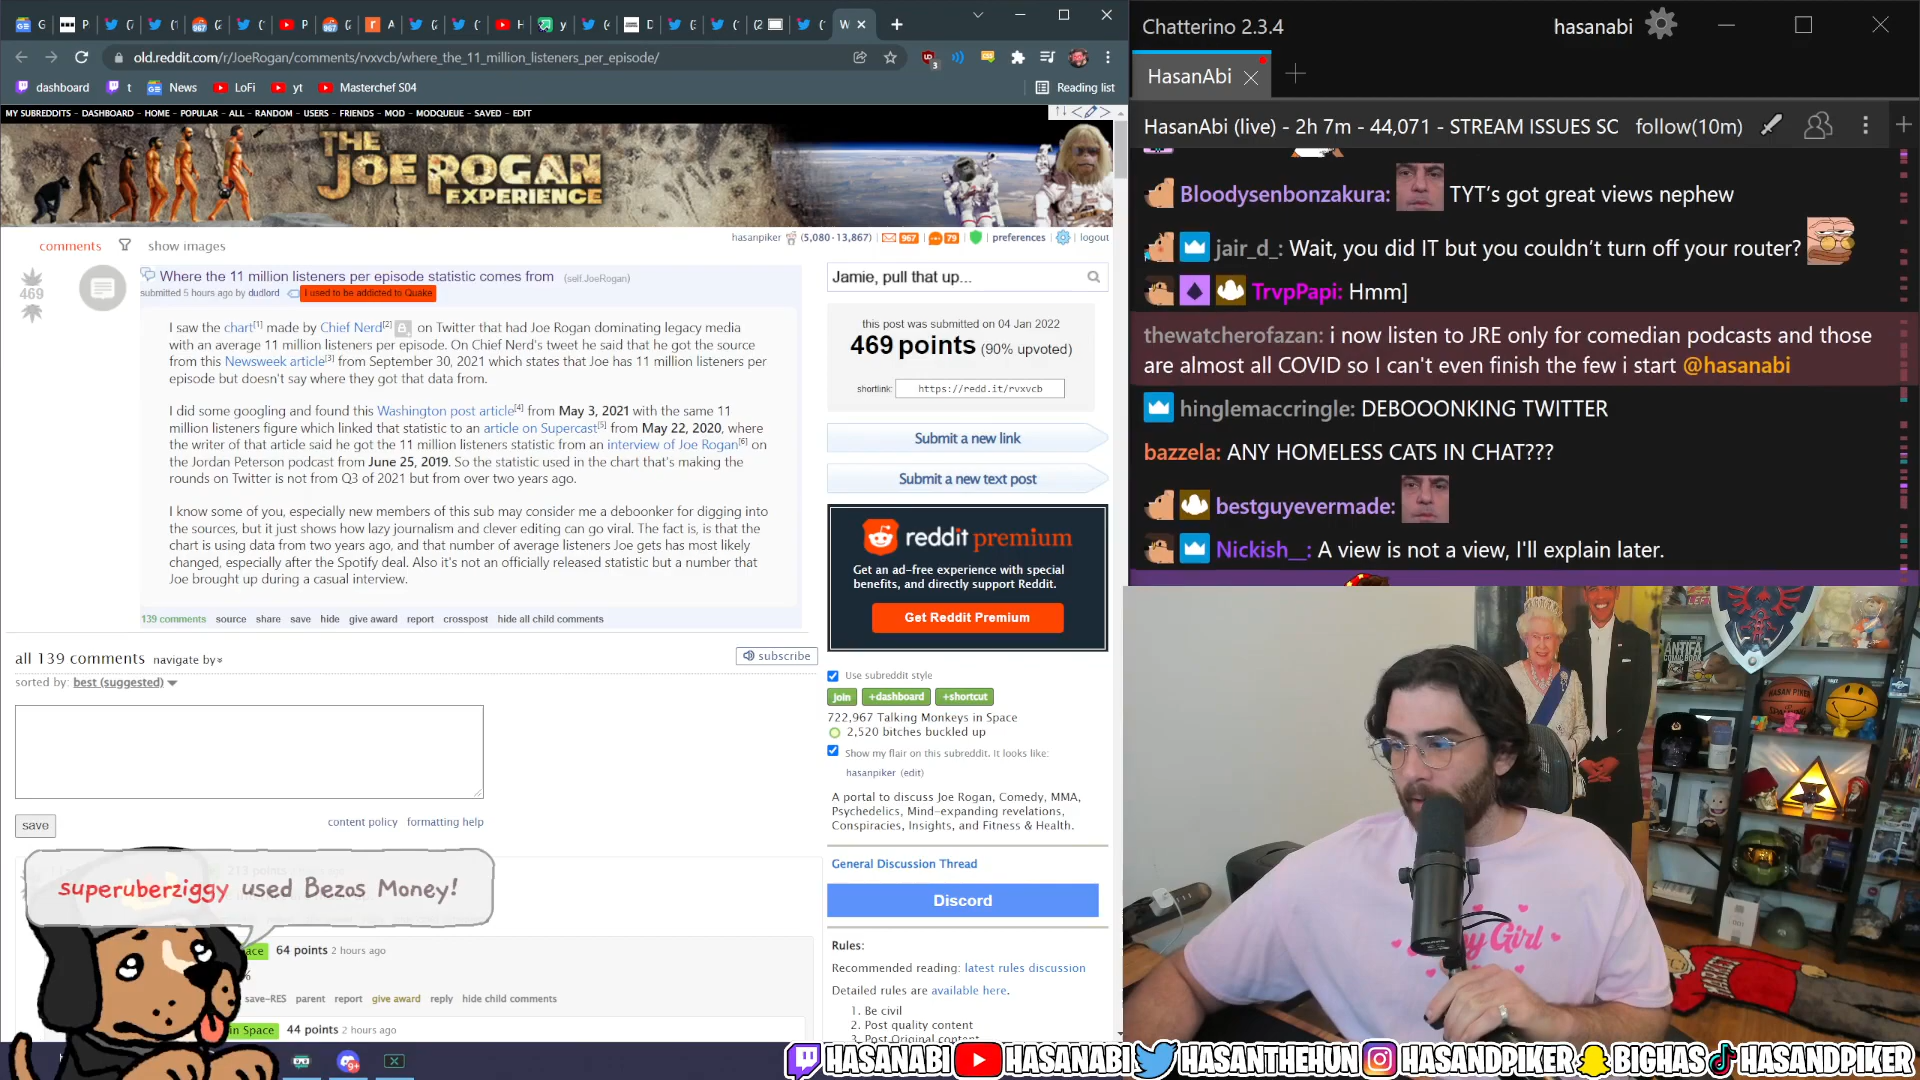 Chatterino 2.3.4
hasanabi
old.reddit.com/r/JoeRogan/comments/rvxvcb/where_the_11_million_listeners_per_episode/
HasanAbi
dashboard
t
News
LoFi
yt
Masterchef S04
Reading list
MY SUBREDDITS - DASHBOARD - HOME - POPULAR - ALL - RANDOM - USERS - FRIENDS - MOD - MODQUEUE - SAVED - EDIT
HasanAbi (live) - 2h 7m - 44,071 - STREAM ISSUES SC
follow(10m)
THE
JOE ROGAN
EXPERIENCE
Bloodysenbonzakura: TYT's got great views nephew
hasanpiker (5,080 · 13,867) 967 79 preferences logout
comments
show images
jair_d_: Wait, you did IT but you couldn't turn off your router?
TrvpPapi: Hmm]
Where the 11 million listeners per episode statistic comes from (self.JoeRogan)
submitted 5 hours ago by dudlord I used to be addicted to Quake
469
I saw the chart[1] made by Chief Nerd[2] on Twitter that had Joe Rogan dominating legacy media
with an average 11 million listeners per episode. On Chief Nerd's tweet he said that he got the source
from this Newsweek article[3] from September 30, 2021 which states that Joe has 11 million listeners per
episode but doesn't say where they got that data from.
I did some googling and found this Washington post article[4] from May 3, 2021 with the same 11
million listeners figure which linked that statistic to an article on Supercast[5] from May 22, 2020, where
the writer of that article said he got the 11 million listeners statistic from an interview of Joe Rogan[6] on
the Jordan Peterson podcast from June 25, 2019. So the statistic used in the chart that's making the
rounds on Twitter is not from Q3 of 2021 but from over two years ago.
I know some of you, especially new members of this sub may consider me a deboonker for digging into
the sources, but it just shows how lazy journalism and clever editing can go viral. The fact is, is that the
chart is using data from two years ago, and that number of average listeners Joe gets has most likely
changed, especially after the Spotify deal. Also it's not an officially released statistic but a number that
Joe brought up during a casual interview.
139 comments source share save hide give award report crosspost hide all child comments
Jamie, pull that up...
this post was submitted on 04 Jan 2022
469 points (90% upvoted)
shortlink: https://redd.it/rvxvcb
Submit a new link
Submit a new text post
reddit premium
Get an ad-free experience with special
benefits, and directly support Reddit.
Get Reddit Premium
thewatcherofazan: i now listen to JRE only for comedian podcasts and those
are almost all COVID so I can't even finish the few i start @hasanabi
hinglemaccringle: DEBOOONKING TWITTER
bazzela: ANY HOMELESS CATS IN CHAT???
bestguyevermade:
Nickish__: A view is not a view, I'll explain later.
all 139 comments navigate by
subscribe
sorted by: best (suggested)
save
content policy formatting help
Use subreddit style
join +dashboard +shortcut
722,967 Talking Monkeys in Space
2,520 bitches buckled up
Show my flair on this subreddit. It looks like:
hasanpiker (edit)
A portal to discuss Joe Rogan, Comedy, MMA,
Psychedelics, Mind-expanding revelations,
Conspiracies, Insights, and Fitness & Health.
General Discussion Thread
Discord
Rules:
Recommended reading: latest rules discussion
Detailed rules are available here.
1. Be civil
2. Post quality content
3. Post Original content
superuberziggy used Bezos Money!
64 points 2 hours ago
save-RES parent report give award reply hide child comments
in Space 44 points 2 hours ago
ANTIFA
COMIC BOOK
HASAN PIKER
Girl
HASANABI HASANABI HASANTHEHUN HASANDPIKER BIGHAS HASANDPIKER